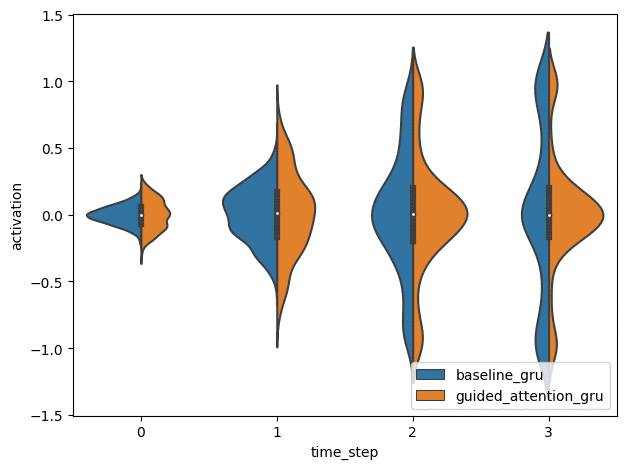 1.5
1.0
0.5
0.0
−0.5
−1.0
−1.5
activation
0
1
2
3
time_step
baseline_gru
guided_attention_gru